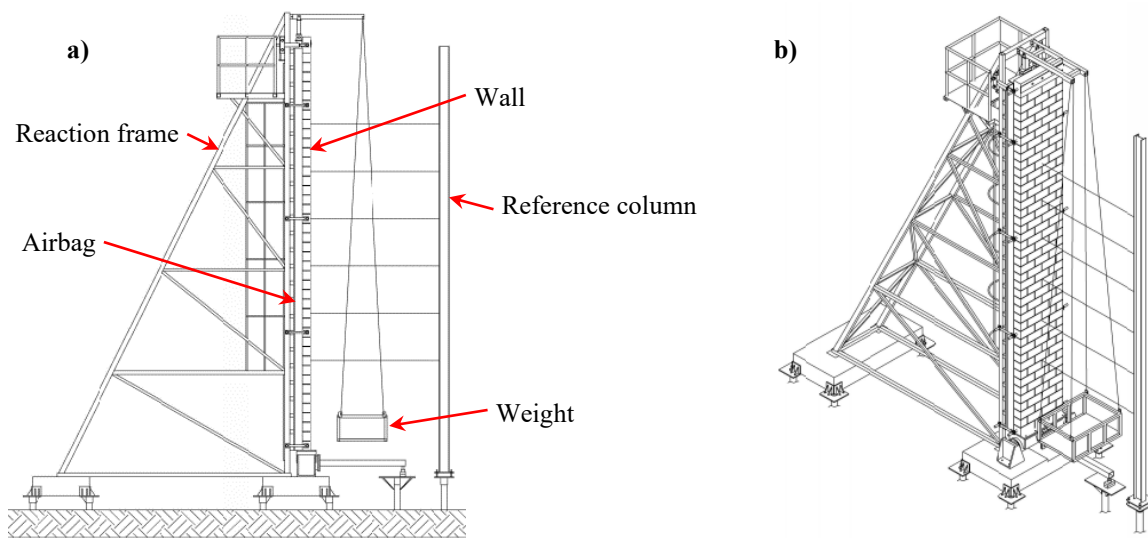 a)
b)
Wall
Reaction frame
Reference column
Airbag
Weight